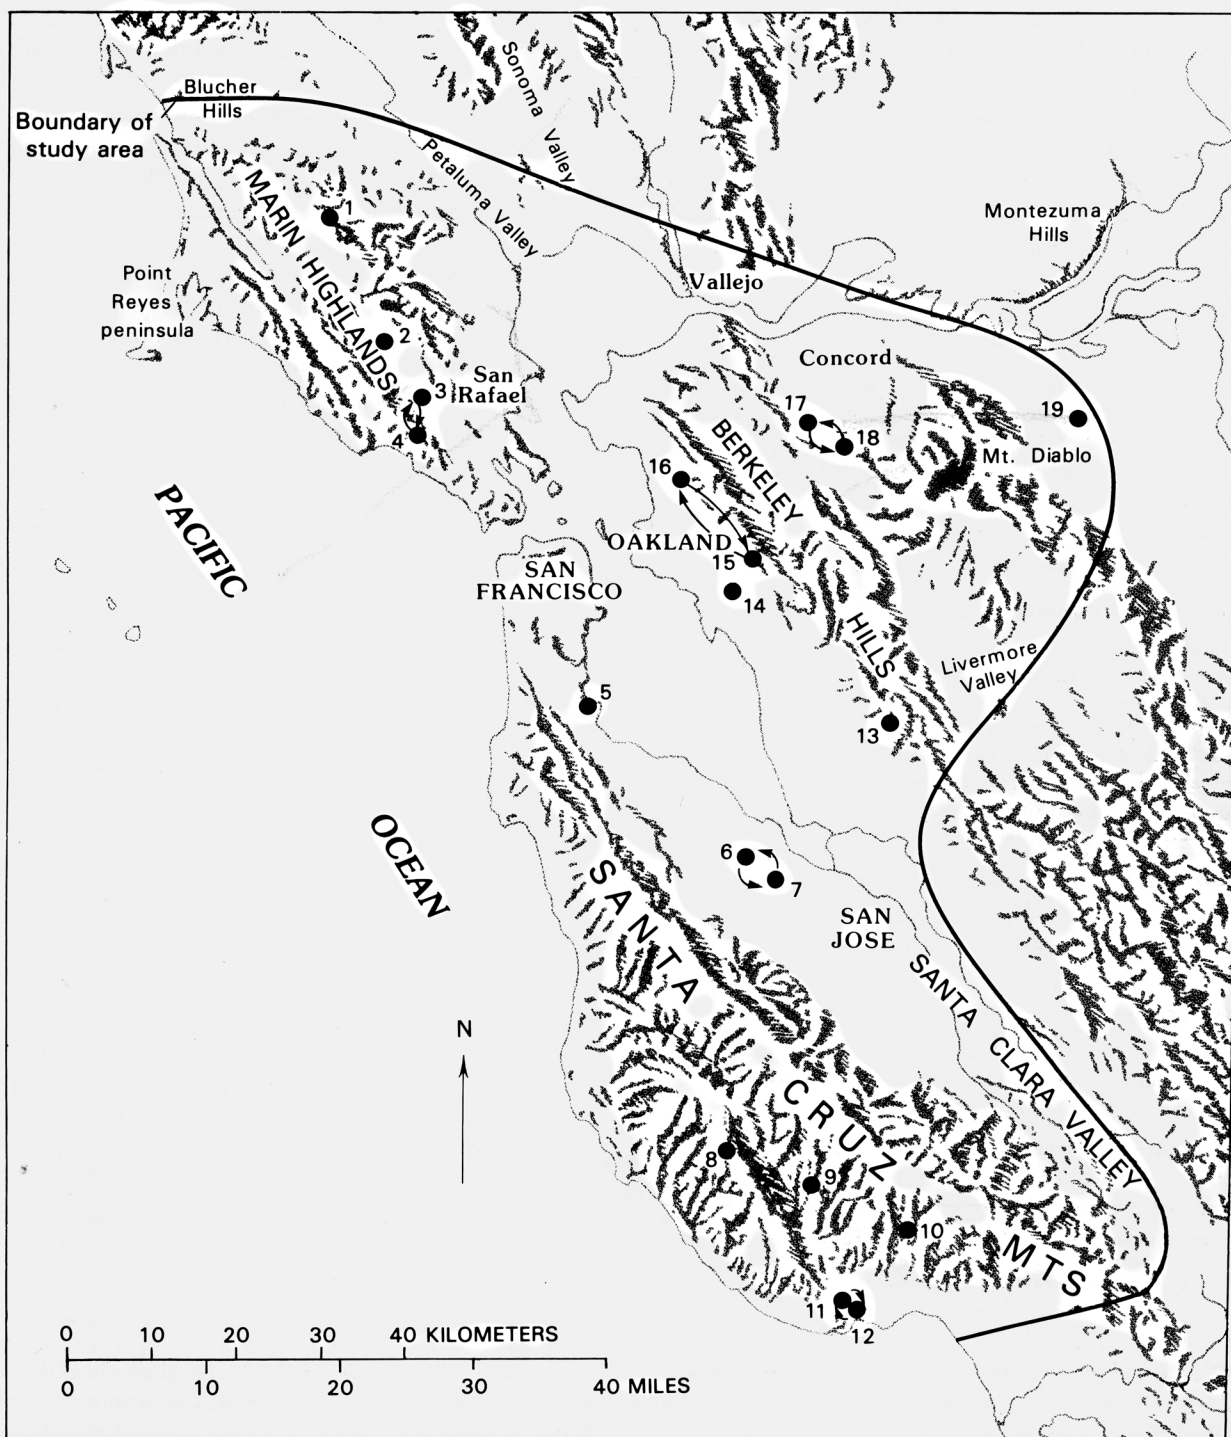 Blucher
Hills
Boundary of
study area
Sonoma Valley
Petaluma Valley
MARIN HIGHLANDS
1
Montezuma
Hills
Point
Reyes
peninsula
Vallejo
2
Concord
San
Rafael
3
4
17
18
19
Mt. Diablo
BERKELEY
HILLS
16
PACIFIC
OCEAN
OAKLAND
15
14
SAN
FRANCISCO
Livermore
Valley
5
13
6
7
SAN
JOSE
SANTA CLARA VALLEY
SANTA CRUZ MTS
N
8
9
10
11
12
0 10 20 30 40 KILOMETERS
0 10 20 30 40 MILES